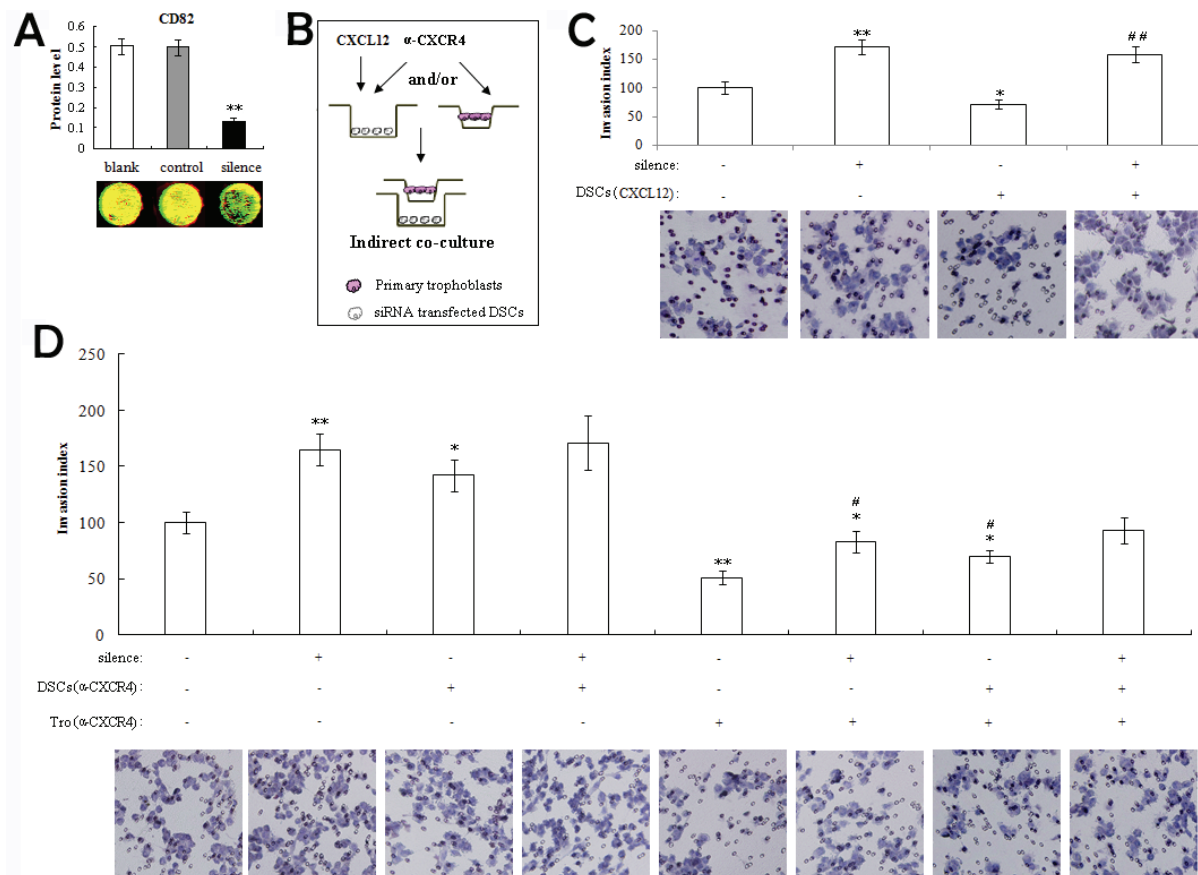 A
CD82
Protein level
0.6
0.5
0.4
0.3
0.2
0.1
0
**
blank control silence
B
CXCL12 α-CXCR4
and/or
Indirect co-culture
Primary trophoblasts
siRNA transfected DSCs
C
Invasion index
200
150
100
50
0
** * ##
silence: - + - +
DSCs(CXCL12): - - + +
D
Invasion index
250
200
150
100
50
0
** * ** # * # *
silence: - + - + - + - +
DSCs(α-CXCR4): - - + + - - + +
Tro(α-CXCR4): - - - - + + + +